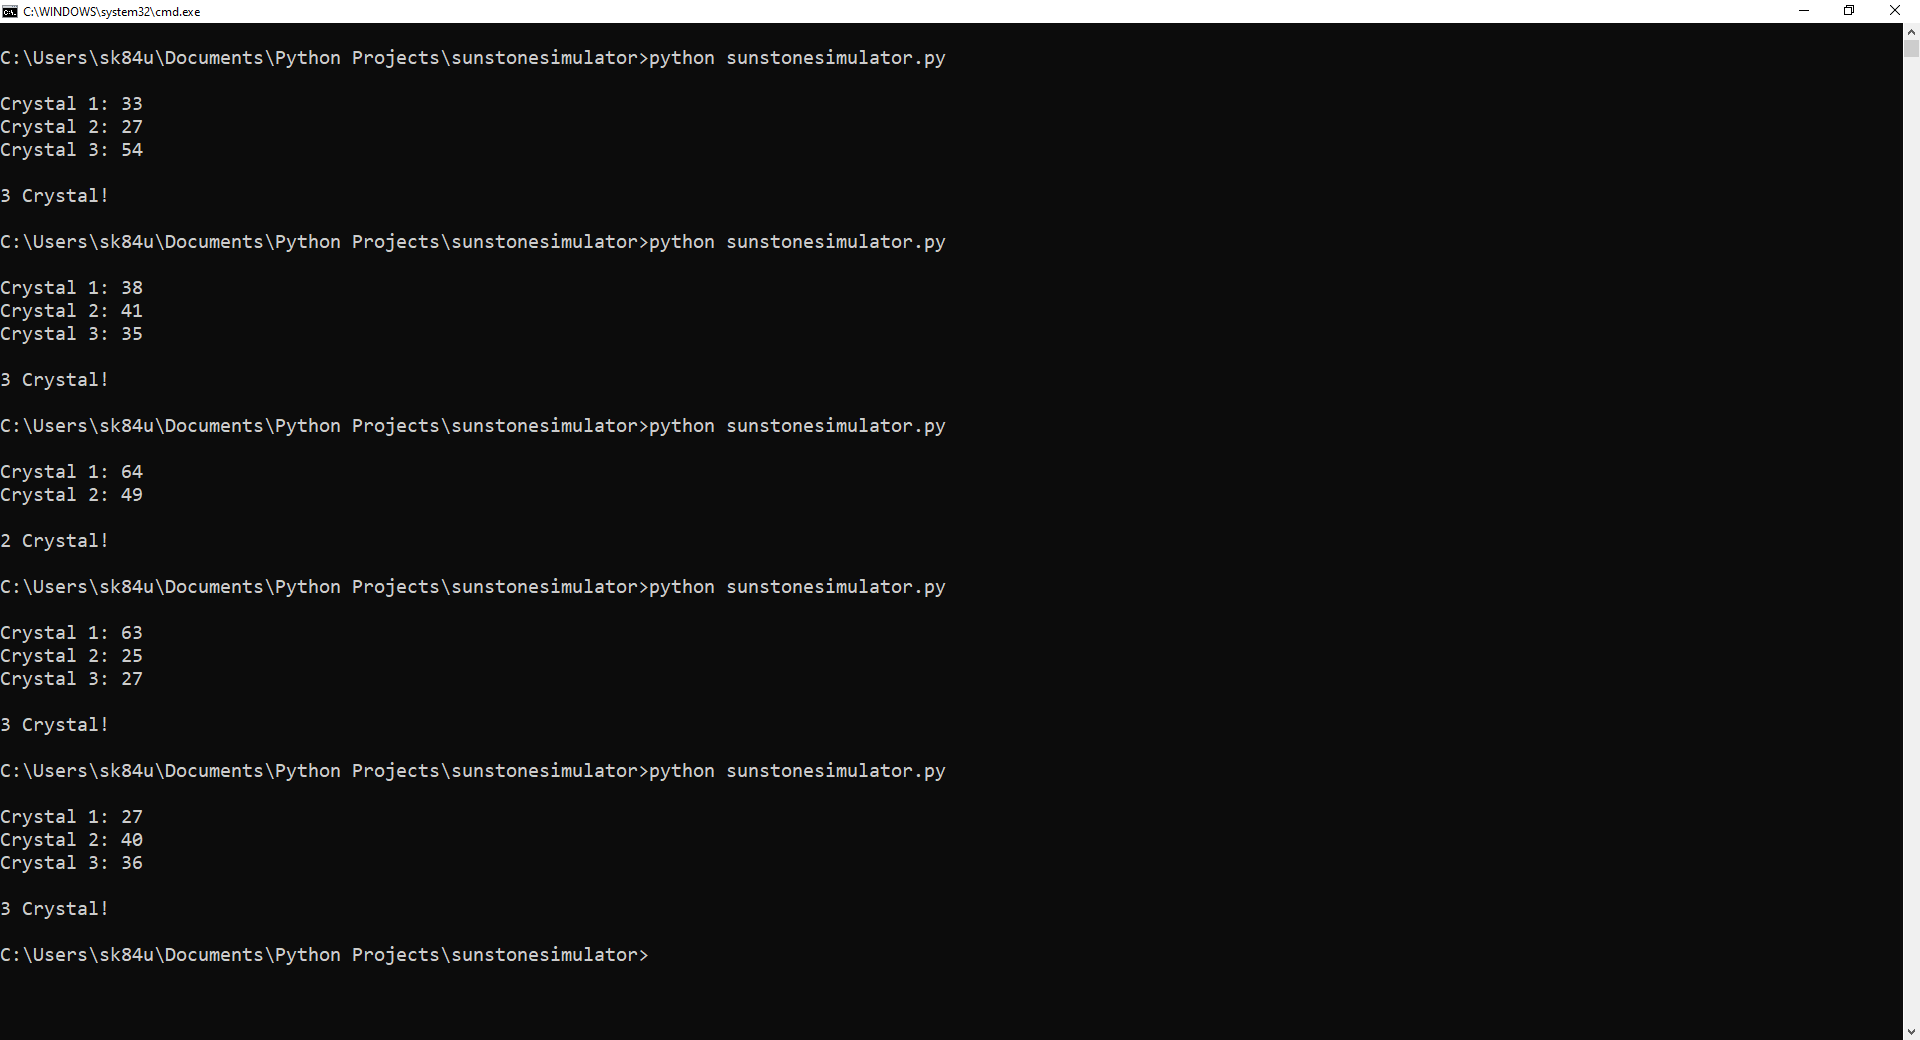 C:\WINDOWS\system32\cmd.exe
C:\Users\sk84u\Documents\Python Projects\sunstonesimulator>python sunstonesimulator.py
Crystal 1: 33
Crystal 2: 27
Crystal 3: 54
3 Crystal!
C:\Users\sk84u\Documents\Python Projects\sunstonesimulator>python sunstonesimulator.py
Crystal 1: 38
Crystal 2: 41
Crystal 3: 35
3 Crystal!
C:\Users\sk84u\Documents\Python Projects\sunstonesimulator>python sunstonesimulator.py
Crystal 1: 64
Crystal 2: 49
2 Crystal!
C:\Users\sk84u\Documents\Python Projects\sunstonesimulator>python sunstonesimulator.py
Crystal 1: 63
Crystal 2: 25
Crystal 3: 27
3 Crystal!
C:\Users\sk84u\Documents\Python Projects\sunstonesimulator>python sunstonesimulator.py
Crystal 1: 27
Crystal 2: 40
Crystal 3: 36
3 Crystal!
C:\Users\sk84u\Documents\Python Projects\sunstonesimulator>